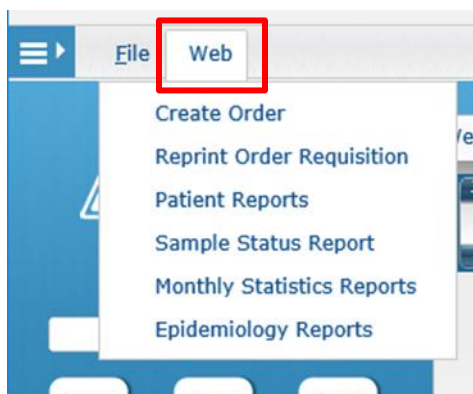 File Web
Create Order
Reprint Order Requisition
Patient Reports
Sample Status Report
Monthly Statistics Reports
Epidemiology Reports